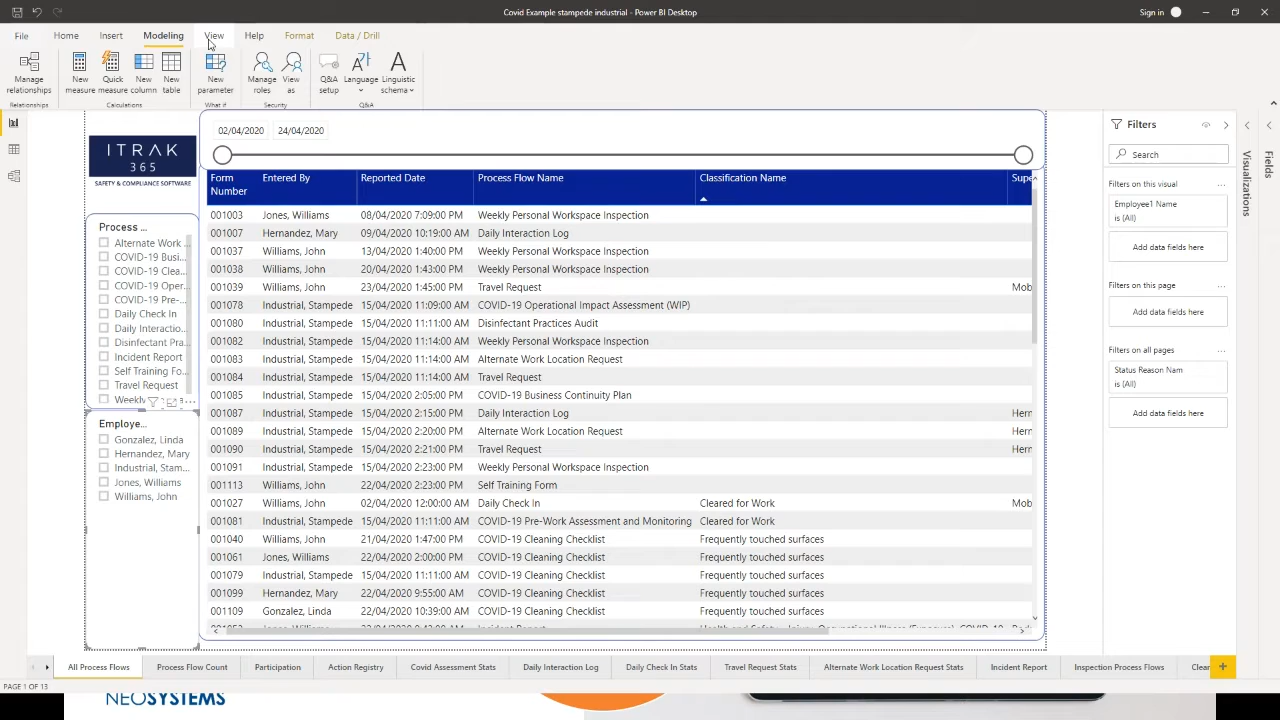 Covid Example stampede industrial - Power BI Desktop
Sign in
File Home Insert Modeling View Help Format Data / Drill
Manage relationships
New measure
Quick measure
New column
New table
New parameter
Manage roles
View as
Q&A setup
Language
Linguistic schema
Relationships
Calculations
What if
Security
Q&A
ITRAK
365
SAFETY & COMPLIANCE SOFTWARE
02/04/2020 24/04/2020
Process ...
Alternate Work ...
COVID-19 Busi...
COVID-19 Clea...
COVID-19 Oper...
COVID-19 Pre-...
Daily Check In
Daily Interactio...
Disinfectant Pra...
Incident Report
Self Training Fo...
Travel Request
Employe...
Gonzalez, Linda
Hernandez, Mary
Industrial, Stam...
Jones, Williams
Williams, John
Form Number Entered By Reported Date Process Flow Name Classification Name Supe
001003 Jones, Williams 08/04/2020 7:09:00 PM Weekly Personal Workspace Inspection
001007 Hernandez, Mary 09/04/2020 10:19:00 AM Daily Interaction Log
001037 Williams, John 13/04/2020 1:40:00 PM Weekly Personal Workspace Inspection
001038 Williams, John 20/04/2020 1:43:00 PM Weekly Personal Workspace Inspection
001039 Williams, John 23/04/2020 1:45:00 PM Travel Request Mob
001078 Industrial, Stampede 15/04/2020 11:09:00 AM COVID-19 Operational Impact Assessment (WIP)
001080 Industrial, Stampede 15/04/2020 11:11:00 AM Disinfectant Practices Audit
001082 Industrial, Stampede 15/04/2020 11:14:00 AM Weekly Personal Workspace Inspection
001083 Industrial, Stampede 15/04/2020 11:14:00 AM Alternate Work Location Request
001084 Industrial, Stampede 15/04/2020 11:14:00 AM Travel Request
001085 Industrial, Stampede 15/04/2020 2:05:00 PM COVID-19 Business Continuity Plan
001087 Industrial, Stampede 15/04/2020 2:15:00 PM Daily Interaction Log Hern
001089 Industrial, Stampede 15/04/2020 2:20:00 PM Alternate Work Location Request Hern
001090 Industrial, Stampede 15/04/2020 2:21:00 PM Travel Request Hern
001091 Industrial, Stampede 15/04/2020 2:23:00 PM Weekly Personal Workspace Inspection
001113 Williams, John 22/04/2020 2:23:00 PM Self Training Form
001027 Williams, John 02/04/2020 12:00:00 AM Daily Check In Cleared for Work Mob
001081 Industrial, Stampede 15/04/2020 11:11:00 AM COVID-19 Pre-Work Assessment and Monitoring Cleared for Work
001040 Williams, John 21/04/2020 1:47:00 PM COVID-19 Cleaning Checklist Frequently touched surfaces
001061 Jones, Williams 22/04/2020 2:00:00 PM COVID-19 Cleaning Checklist Frequently touched surfaces
001079 Industrial, Stampede 15/04/2020 11:11:00 AM COVID-19 Cleaning Checklist Frequently touched surfaces
001099 Hernandez, Mary 22/04/2020 9:55:00 AM COVID-19 Cleaning Checklist Frequently touched surfaces
001109 Gonzalez, Linda 22/04/2020 10:39:00 AM COVID-19 Cleaning Checklist Frequently touched surfaces
Filters
Search
Filters on this visual ...
Employee1 Name
is (All)
Add data fields here
Filters on this page ...
Add data fields here
Filters on all pages ...
Status Reason Nam
is (All)
Add data fields here
Visualizations
Fields
All Process Flows Process Flow Count Participation Action Registry Covid Assessment Stats Daily Interaction Log Daily Check In Stats Travel Request Stats Alternate Work Location Request Stats Incident Report Inspection Process Flows Clear
PAGE 1 OF 13
NEOSYSTEMS